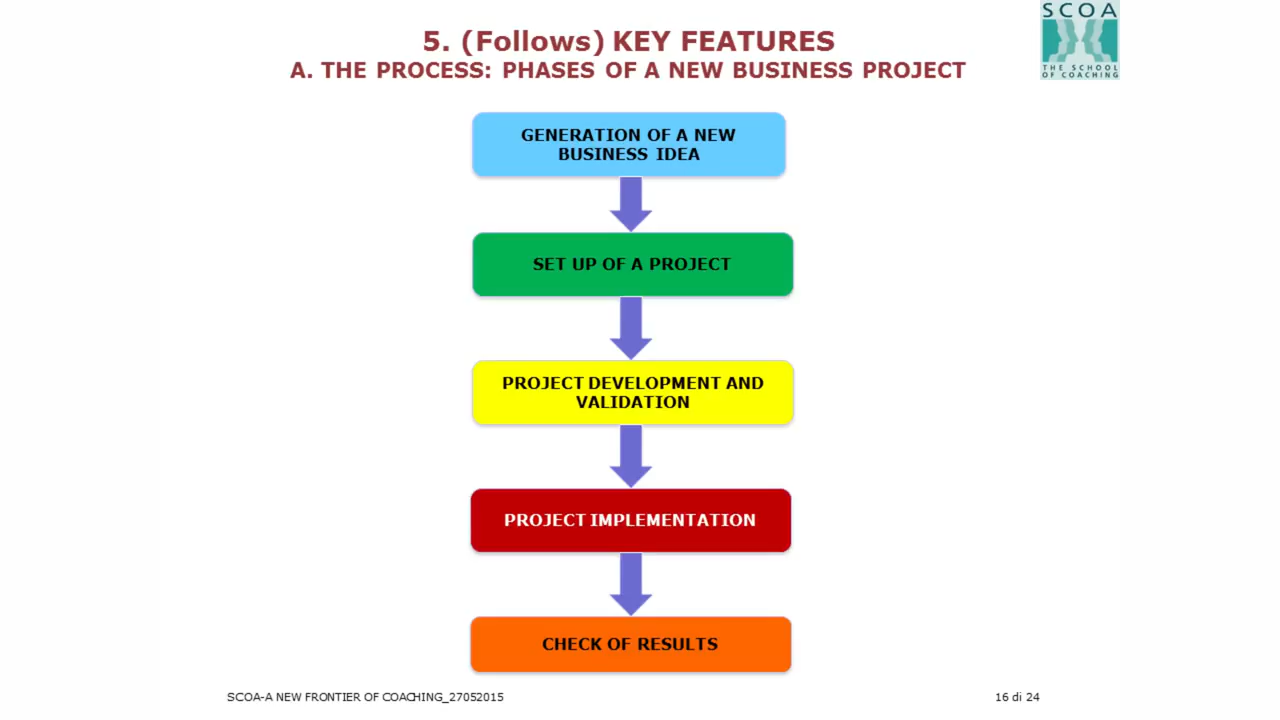 5. (Follows) KEY FEATURES
A. THE PROCESS: PHASES OF A NEW BUSINESS PROJECT
SCOA
THE SCHOOL
OF COACHING
GENERATION OF A NEW
BUSINESS IDEA
SET UP OF A PROJECT
PROJECT DEVELOPMENT AND
VALIDATION
PROJECT IMPLEMENTATION
CHECK OF RESULTS
SCOA-A NEW FRONTIER OF COACHING_27052015
16 di 24